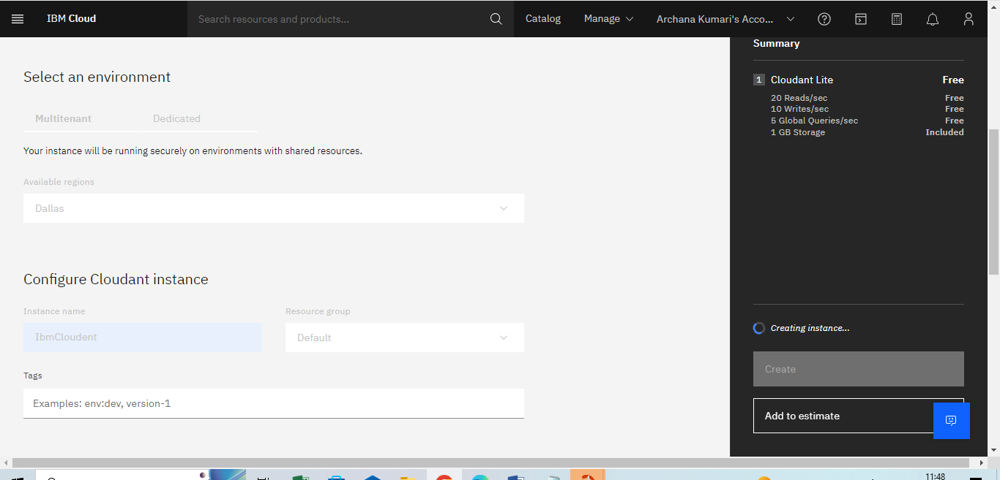 IBM Cloud
Search resources and products...
Catalog
Manage
Archana Kumari's Acco...
Select an environment
Multitenant
Dedicated
Your instance will be running securely on environments with shared resources.
Available regions
Dallas
Configure Cloudant instance
Instance name
Resource group
IbmCloudent
Default
Tags
Examples: env:dev, version-1
Summary
1 Cloudant Lite Free
20 Reads/sec Free
10 Writes/sec Free
5 Global Queries/sec Free
1 GB Storage Included
Creating instance...
Create
Add to estimate
11:48